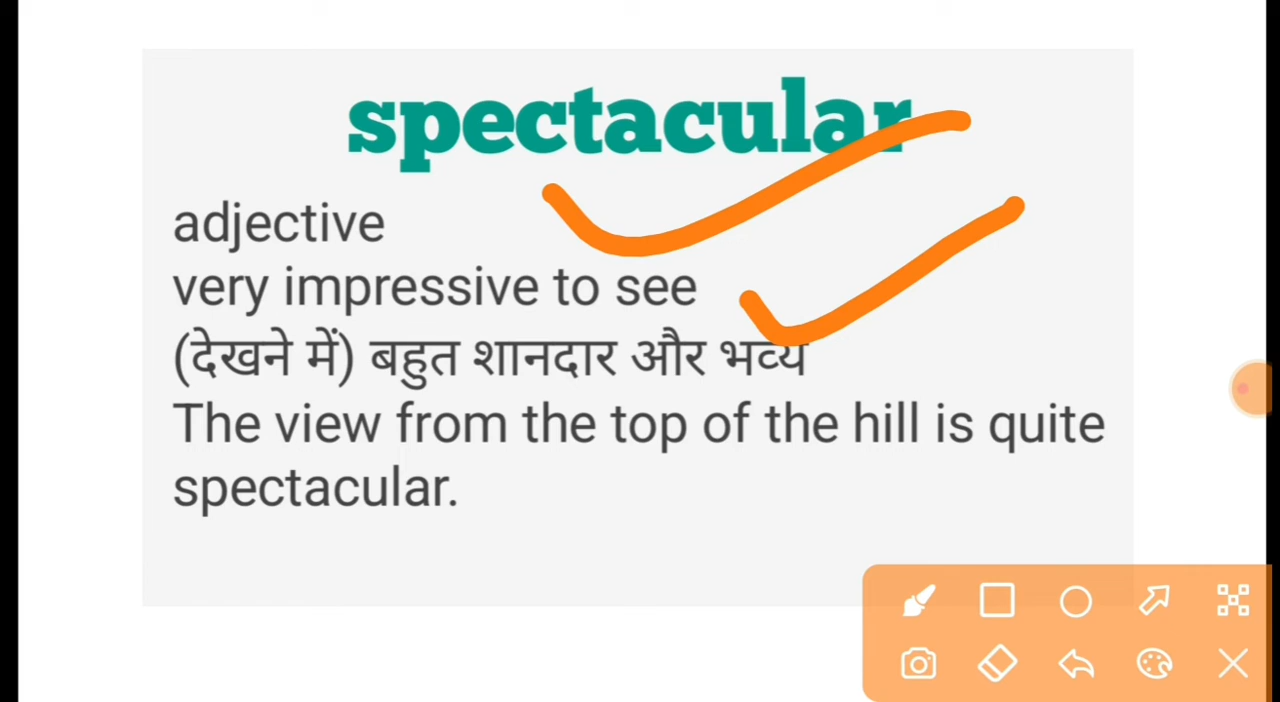 spectacular
adjective
very impressive to see
(देखने में) बहुत शानदार और भव्य
The view from the top of the hill is quite
spectacular.